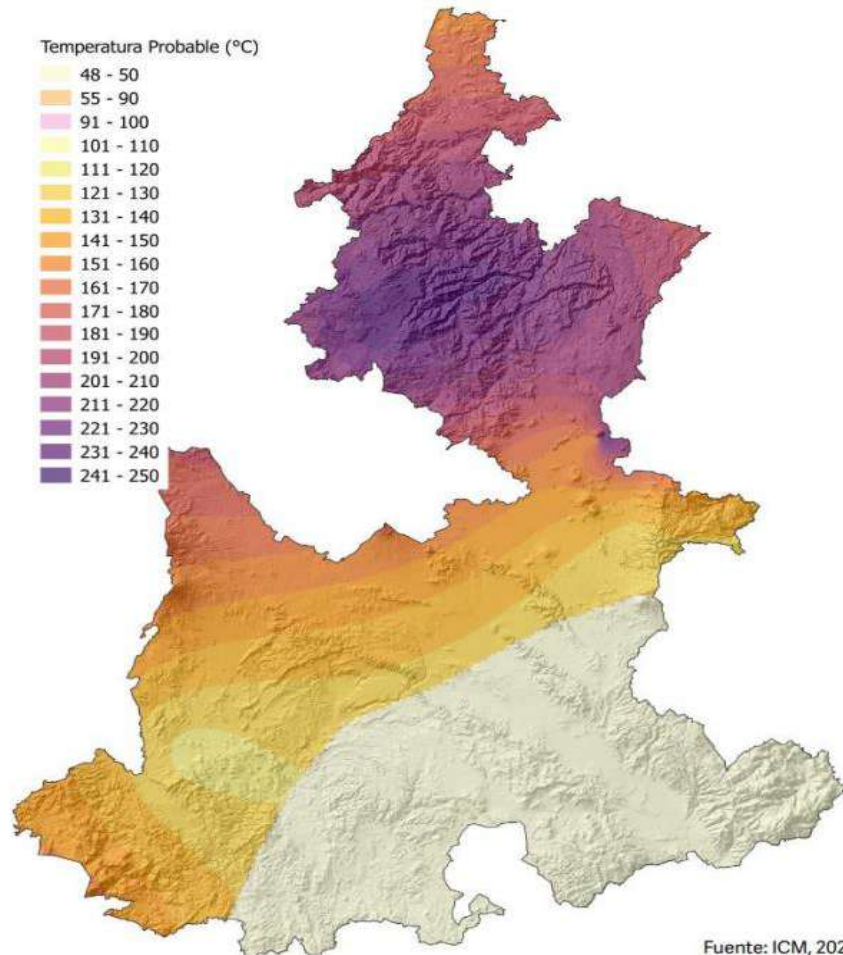 Temperatura Probable (°C)
48 - 50
55 - 90
91 - 100
101 - 110
111 - 120
121 - 130
131 - 140
141 - 150
151 - 160
161 - 170
171 - 180
181 - 190
191 - 200
201 - 210
211 - 220
221 - 230
231 - 240
241 - 250
Fuente: ICM, 202